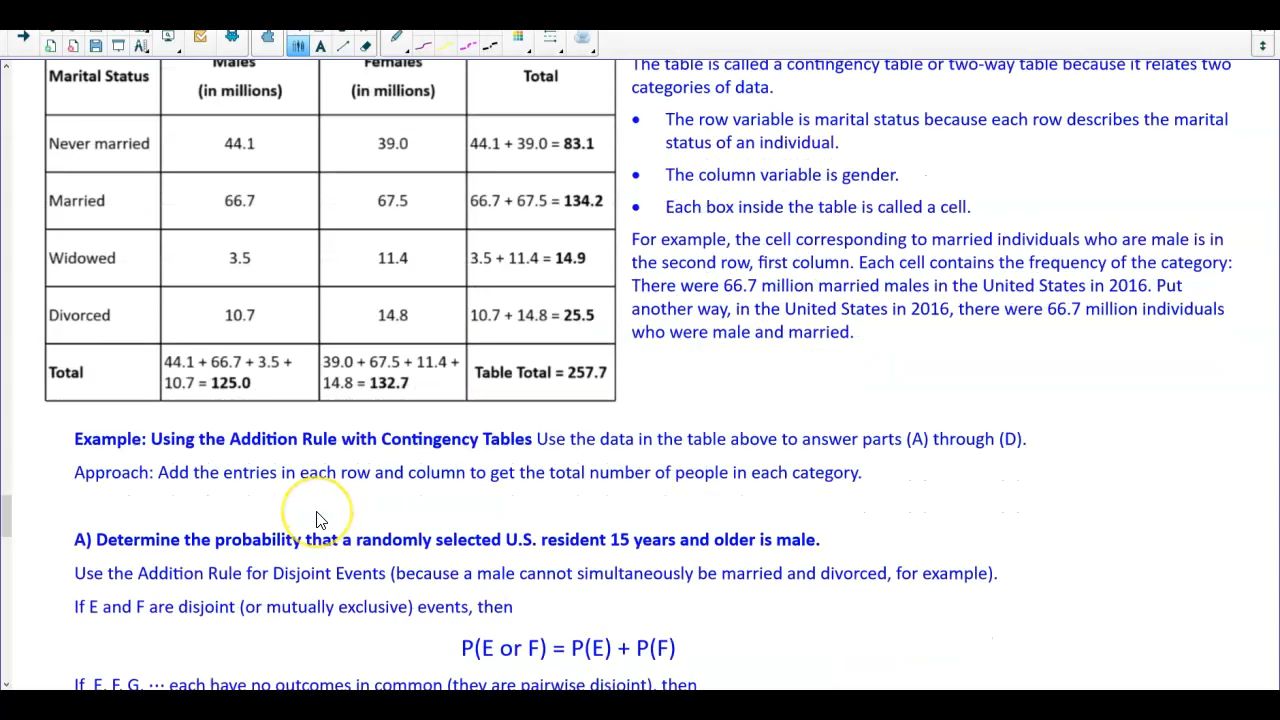 Males Females
Marital Status (in millions) (in millions) Total
Never married 44.1 39.0 44.1 + 39.0 = 83.1
Married 66.7 67.5 66.7 + 67.5 = 134.2
Widowed 3.5 11.4 3.5 + 11.4 = 14.9
Divorced 10.7 14.8 10.7 + 14.8 = 25.5
Total 44.1 + 66.7 + 3.5 + 10.7 = 125.0 39.0 + 67.5 + 11.4 + 14.8 = 132.7 Table Total = 257.7
The table is called a contingency table or two-way table because it relates two
categories of data.
• The row variable is marital status because each row describes the marital
status of an individual.
• The column variable is gender.
• Each box inside the table is called a cell.
For example, the cell corresponding to married individuals who are male is in
the second row, first column. Each cell contains the frequency of the category:
There were 66.7 million married males in the United States in 2016. Put
another way, in the United States in 2016, there were 66.7 million individuals
who were male and married.
Example: Using the Addition Rule with Contingency Tables Use the data in the table above to answer parts (A) through (D).
Approach: Add the entries in each row and column to get the total number of people in each category.
A) Determine the probability that a randomly selected U.S. resident 15 years and older is male.
Use the Addition Rule for Disjoint Events (because a male cannot simultaneously be married and divorced, for example).
If E and F are disjoint (or mutually exclusive) events, then
P(E or F) = P(E) + P(F)
If E, F, G, ⋯ each have no outcomes in common (they are pairwise disjoint), then